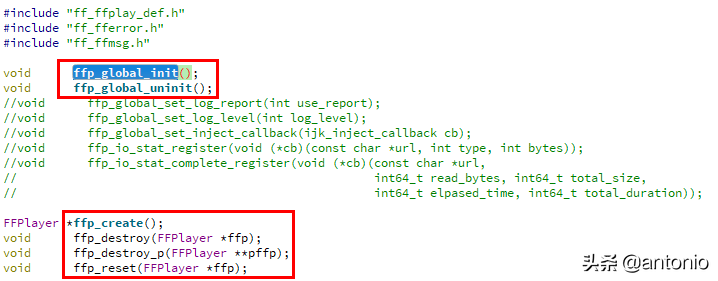 #include "ff_ffplay_def.h"
#include "ff_fferror.h"
#include "ff_ffmsg.h"
void ffp_global_init();
void ffp_global_uninit();
//void ffp_global_set_log_report(int use_report);
//void ffp_global_set_log_level(int log_level);
//void ffp_global_set_inject_callback(ijk_inject_callback cb);
//void ffp_io_stat_register(void (*cb)(const char *url, int type, int bytes));
//void ffp_io_stat_complete_register(void (*cb)(const char *url,
// int64_t read_bytes, int64_t total_size,
// int64_t elpased_time, int64_t total_duration));
FFPlayer *ffp_create();
void ffp_destroy(FFPlayer *ffp);
void ffp_destroy_p(FFPlayer **pffp);
void ffp_reset(FFPlayer *ffp);
头条 @antonio